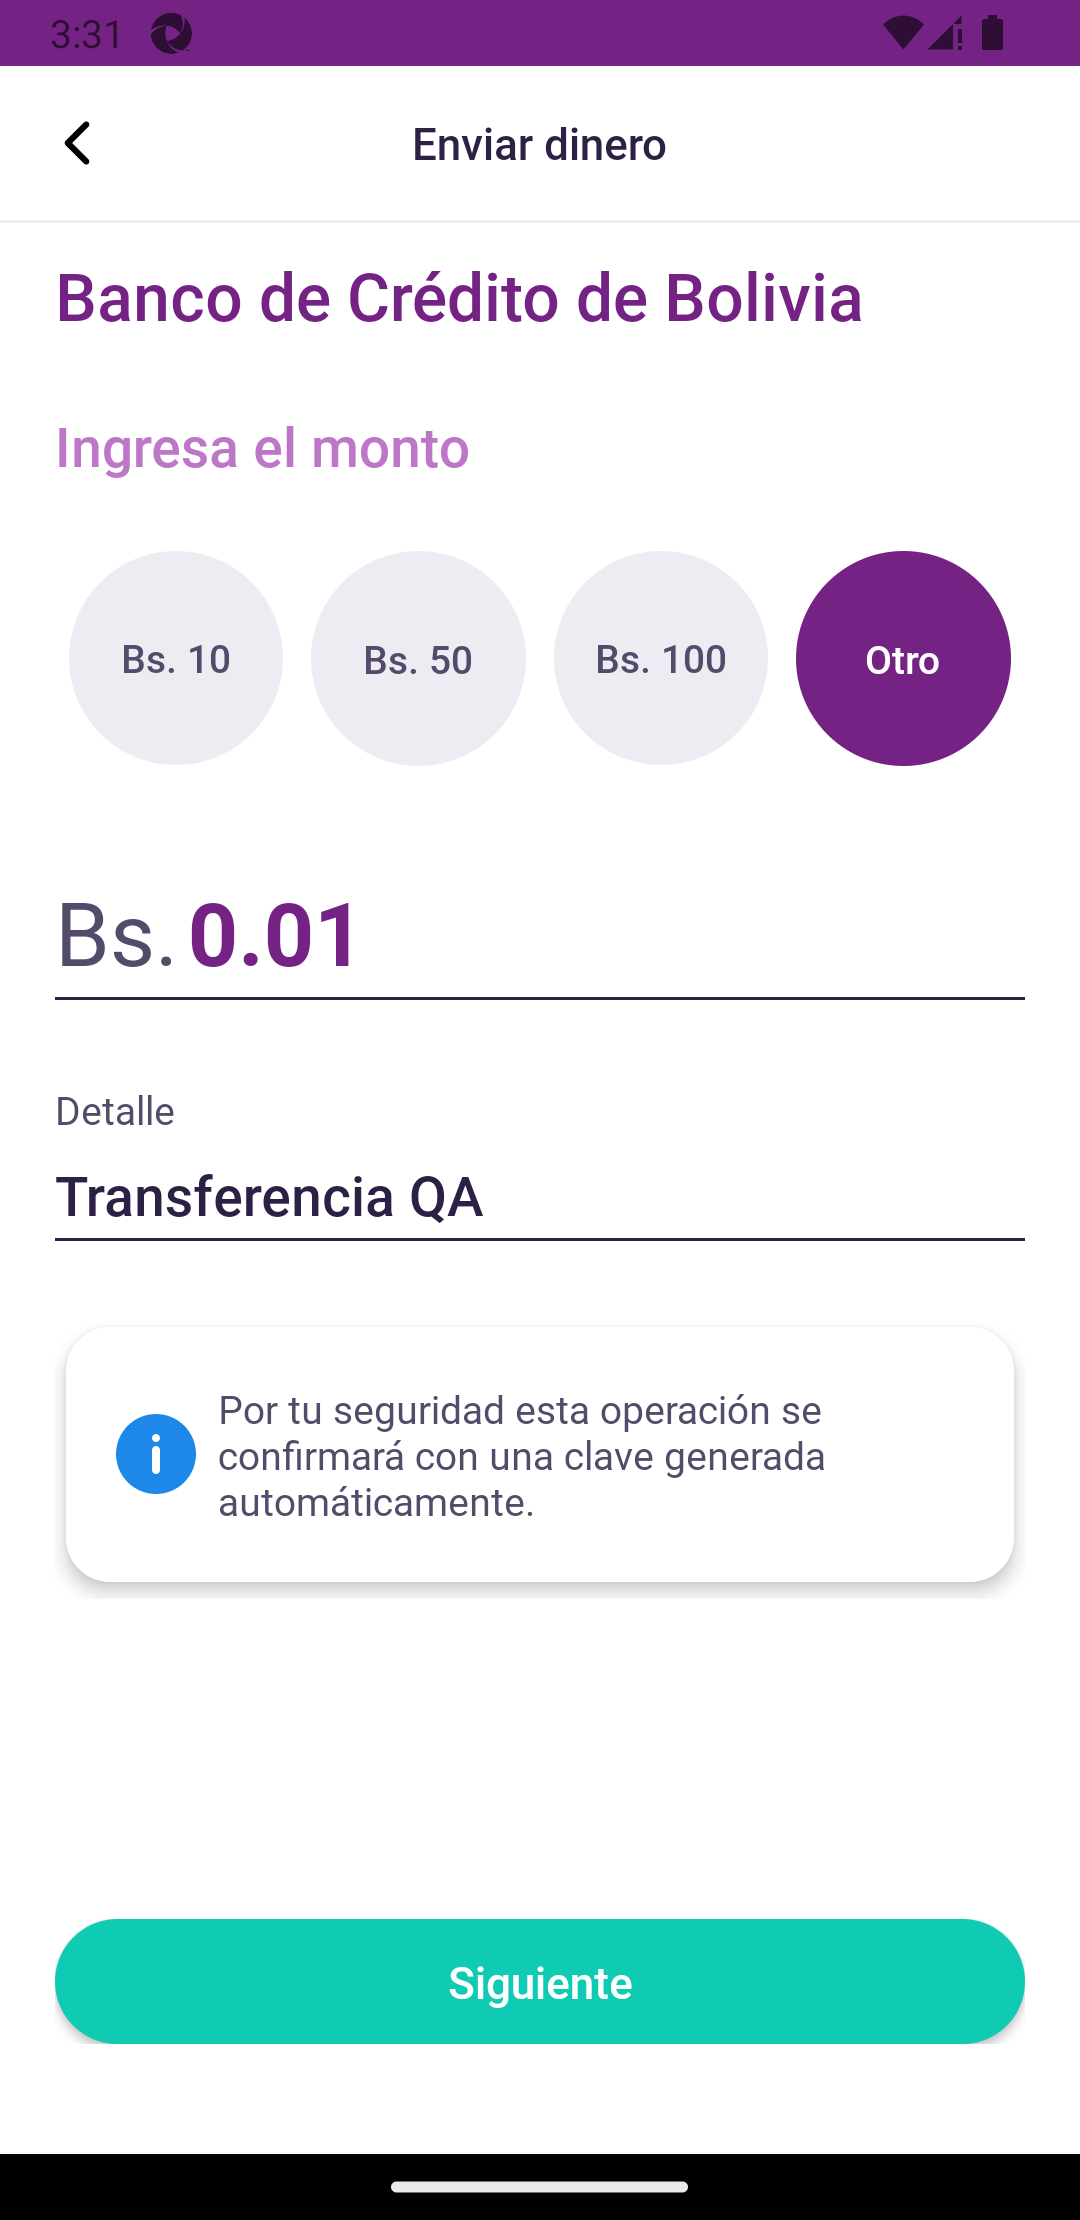 3:31
Enviar dinero
Banco de Crédito de Bolivia
Ingresa el monto
Bs. 10
Bs. 50
Bs. 100
Otro
Bs. 0.01
Detalle
Transferencia QA
Por tu seguridad esta operación se
confirmará con una clave generada
automáticamente.
Siguiente